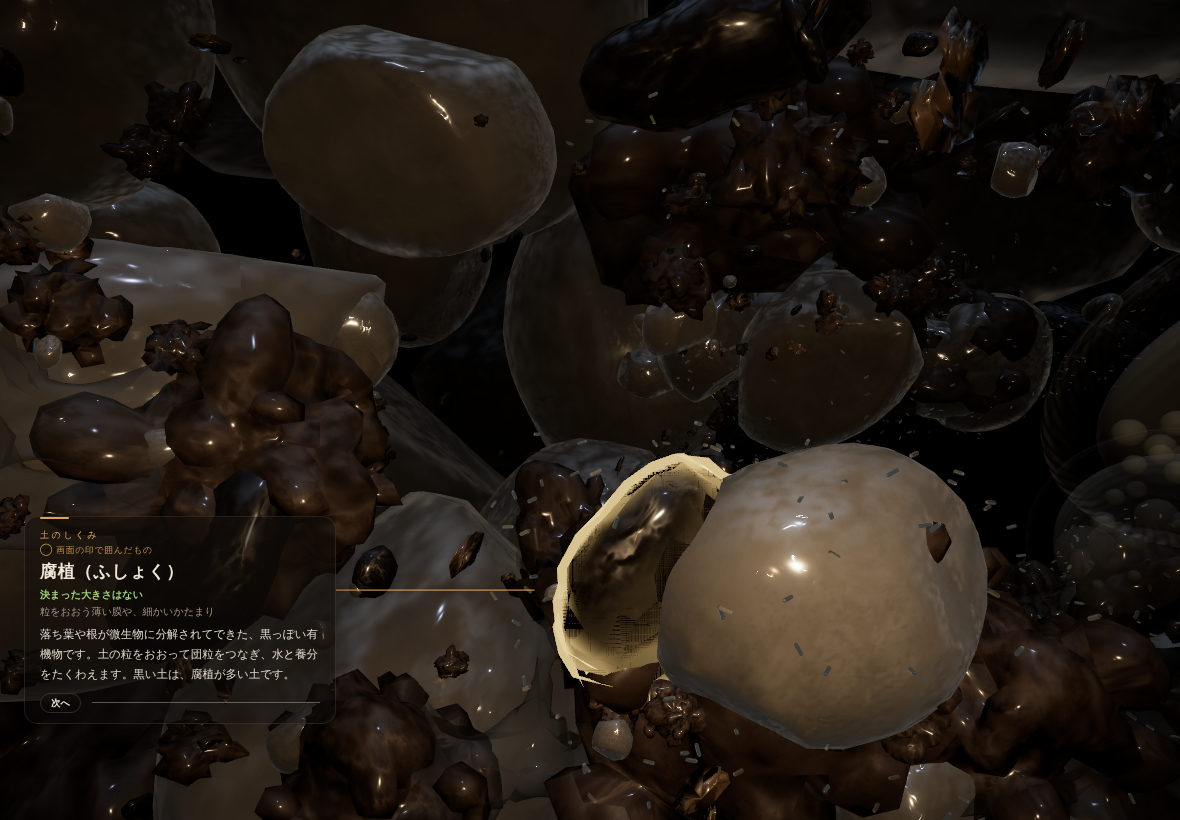 土のしくみ
画面の印で囲んだもの
腐植（ふしょく）
決まった大きさはない
粒をおおう薄い膜や、細かいかたまり
落ち葉や根が微生物に分解されてできた、黒っぽい有
機物です。土の粒をおおって団粒をつなぎ、水と養分
をたくわえます。黒い土は、腐植が多い土です。
次へ